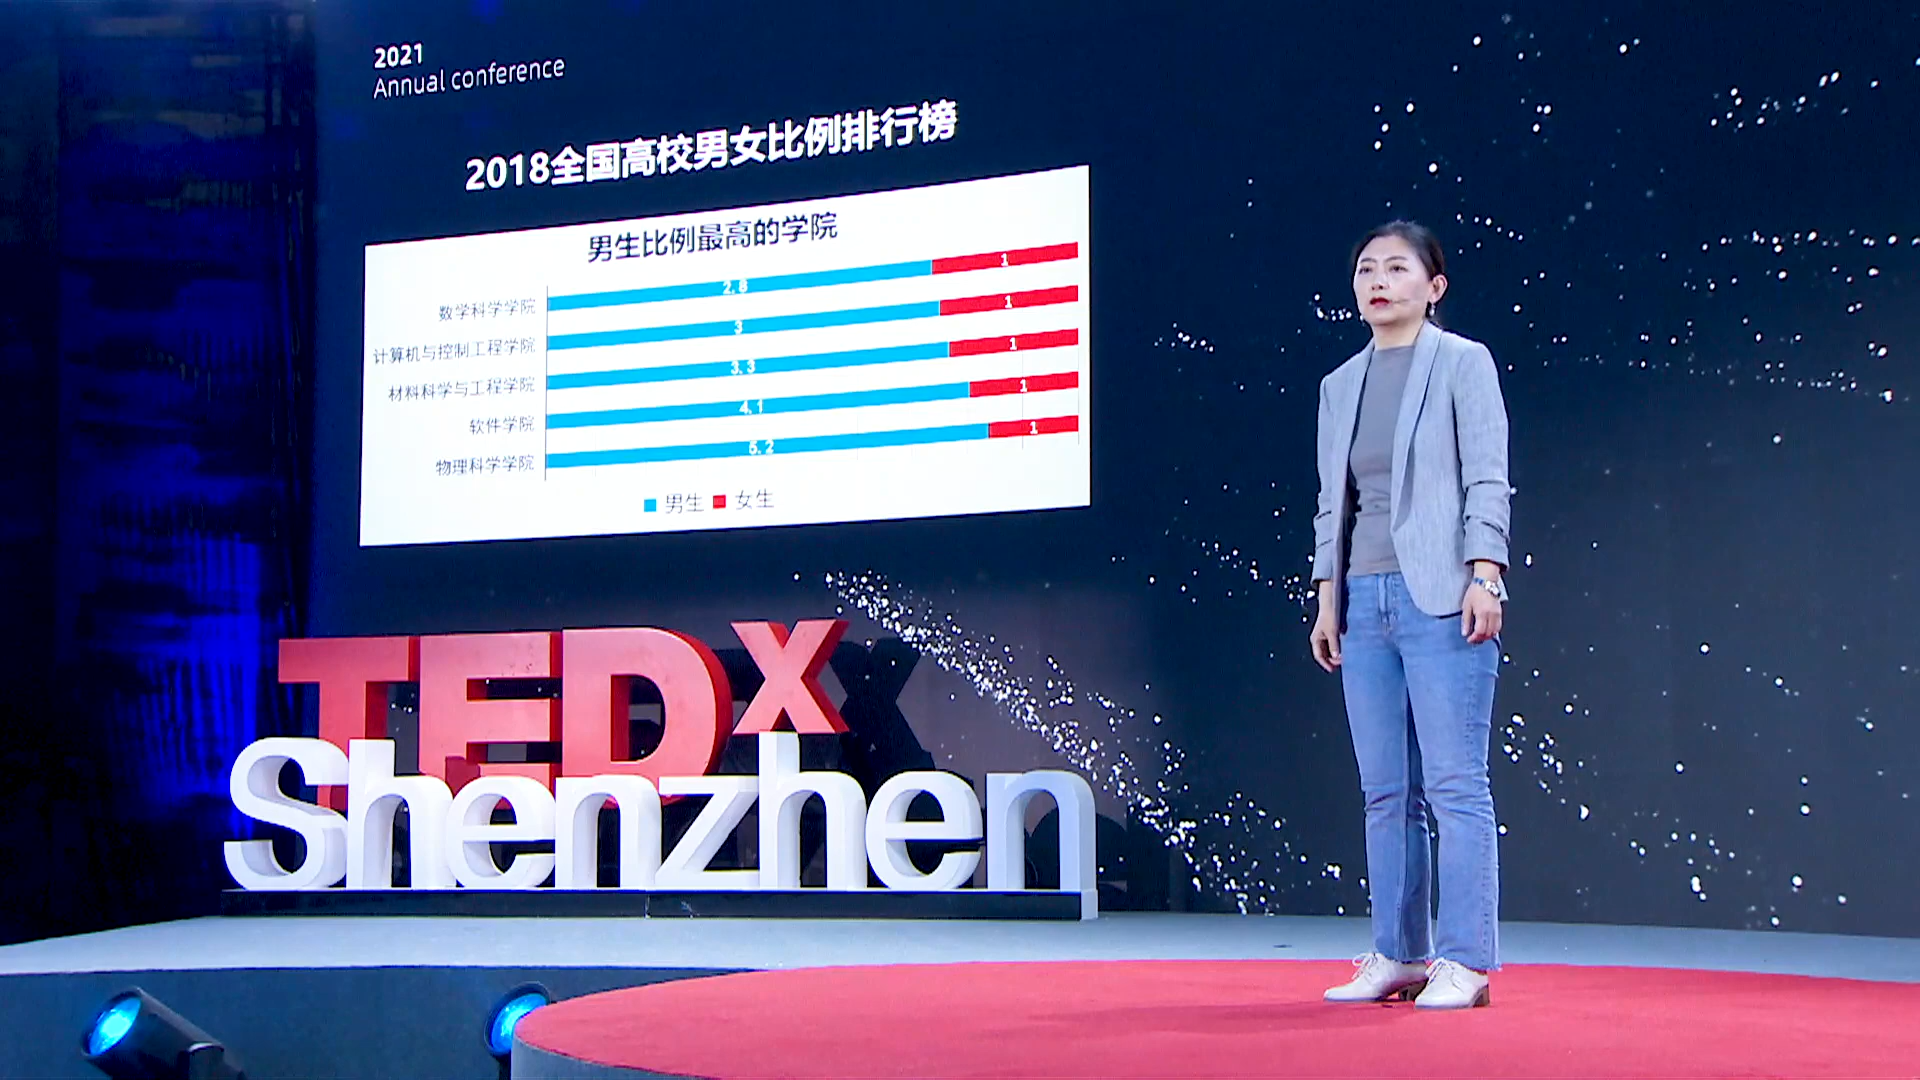 2021
Annual conference
2018全国高校男女比例排行榜
男生比例最高的学院
数学科学学院 2.8 1
计算机与控制工程学院 3 1
材料科学与工程学院 3.3 1
软件学院 4.1 1
物理科学学院 5.2 1
男生 女生
TEDx
Shenzhen